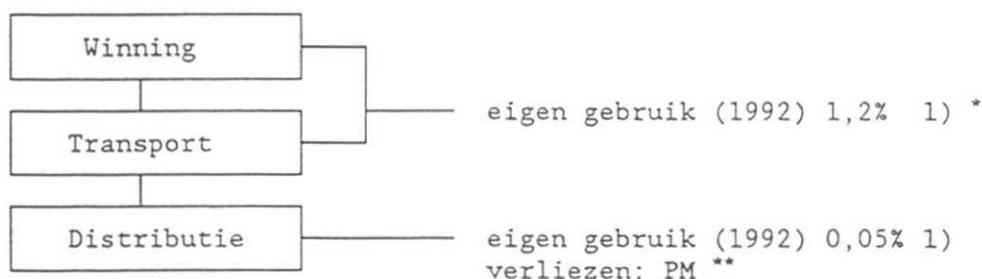 Winning
eigen gebruik (1992) 1,2% 1) *
Transport
Distributie
eigen gebruik (1992) 0,05% 1)
verliezen: PM **